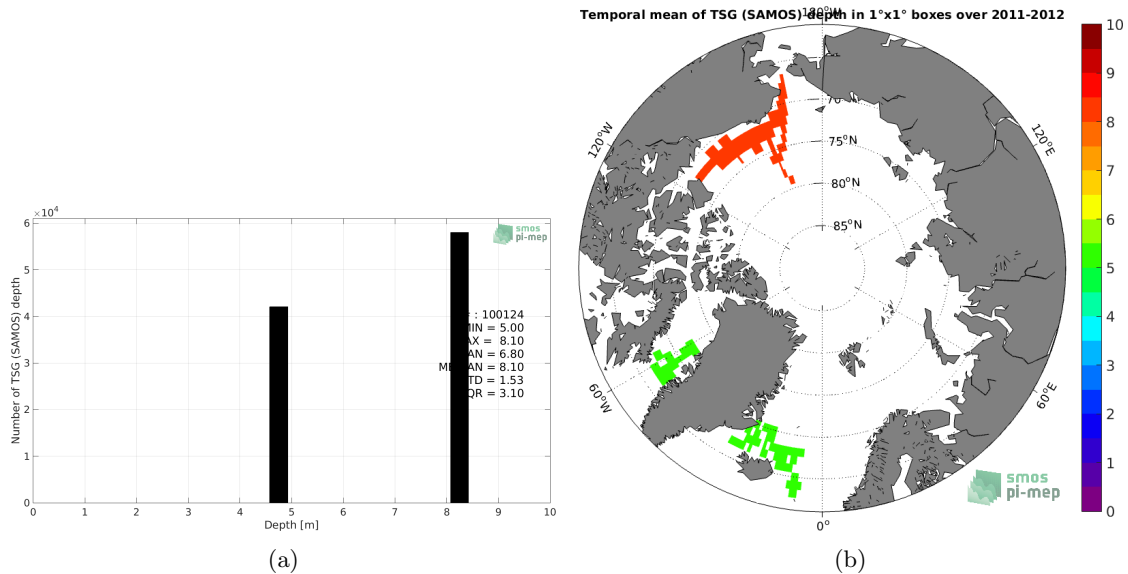 Temporal mean of TSG (SAMOS) depth in 1°x1° boxes over 2011-2012
180°W
120°W
120°E
60°W
60°E
0°
70°N
75°N
80°N
85°N
10
9
8
7
6
5
4
3
2
1
0
smos
pi-mep
×10⁴
6
5
4
3
2
1
0
Number of TSG (SAMOS) depth
smos
pi-mep
: 100124
MIN = 5.00
AX = 8.10
AN = 6.80
AN = 8.10
TD = 1.53
QR = 3.10
0 1 2 3 4 5 6 7 8 9 10
Depth [m]
(a)
(b)